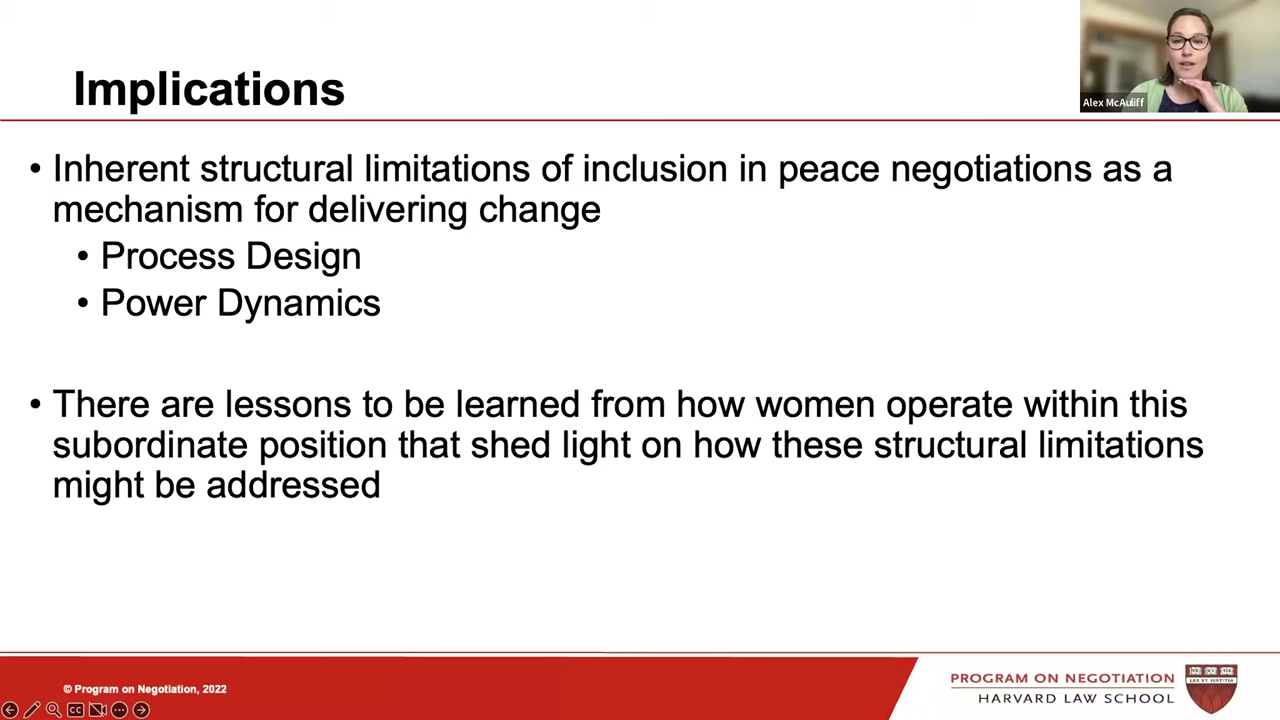 Implications
Alex McAuliff
• Inherent structural limitations of inclusion in peace negotiations as a
mechanism for delivering change
• Process Design
• Power Dynamics
• There are lessons to be learned from how women operate within this
subordinate position that shed light on how these structural limitations
might be addressed
© Program on Negotiation, 2022
CC
PROGRAM ON NEGOTIATION
HARVARD LAW SCHOOL